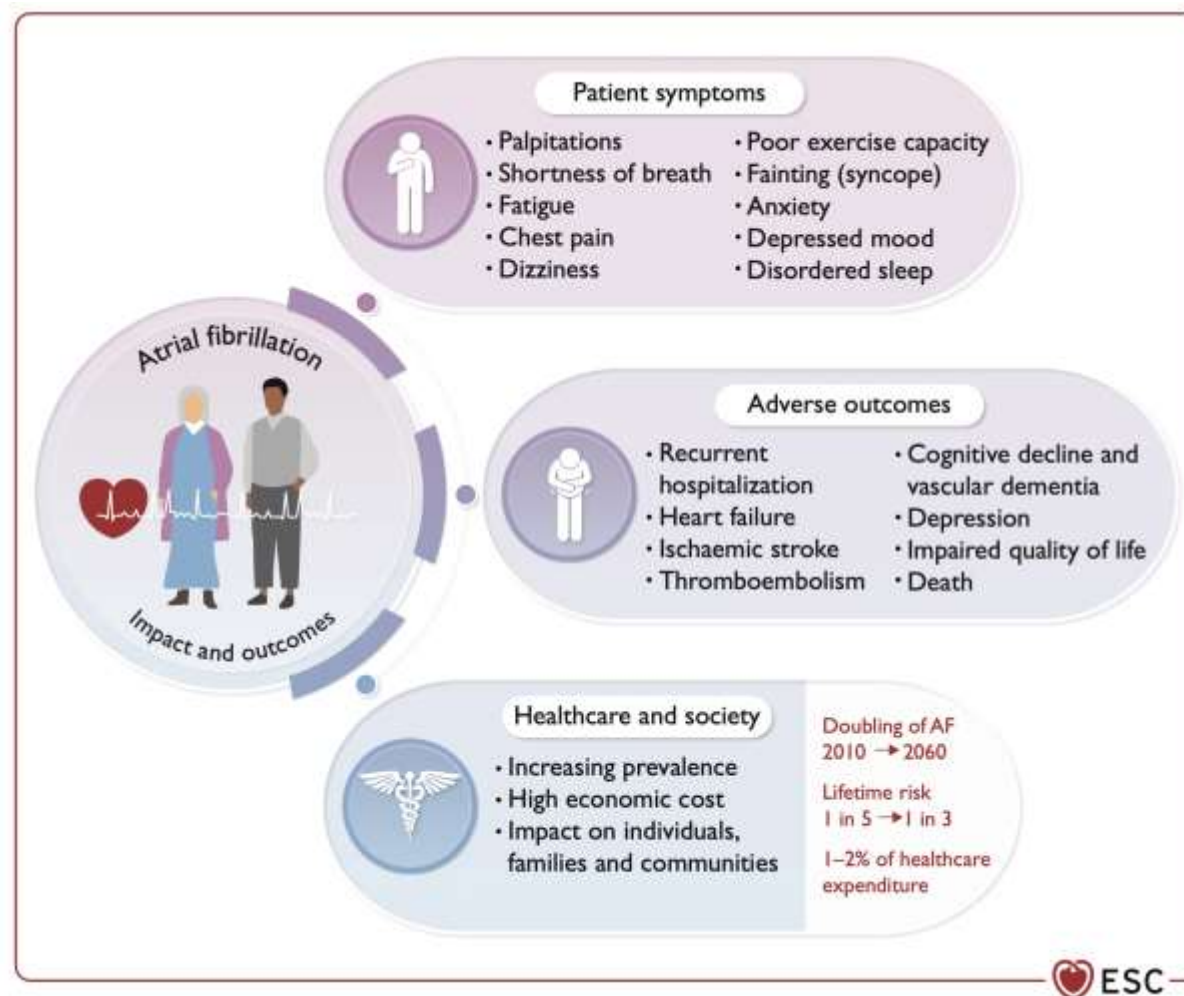 Patient symptoms
• Palpitations
• Shortness of breath
• Fatigue
• Chest pain
• Dizziness
• Poor exercise capacity
• Fainting (syncope)
• Anxiety
• Depressed mood
• Disordered sleep
Atrial fibrillation
Impact and outcomes
Adverse outcomes
• Recurrent
hospitalization
• Heart failure
• Ischaemic stroke
• Thromboembolism
• Cognitive decline and
vascular dementia
• Depression
• Impaired quality of life
• Death
Healthcare and society
• Increasing prevalence
• High economic cost
• Impact on individuals,
families and communities
Doubling of AF
2010 → 2060
Lifetime risk
1 in 5 → 1 in 3
1–2% of healthcare
expenditure
ESC